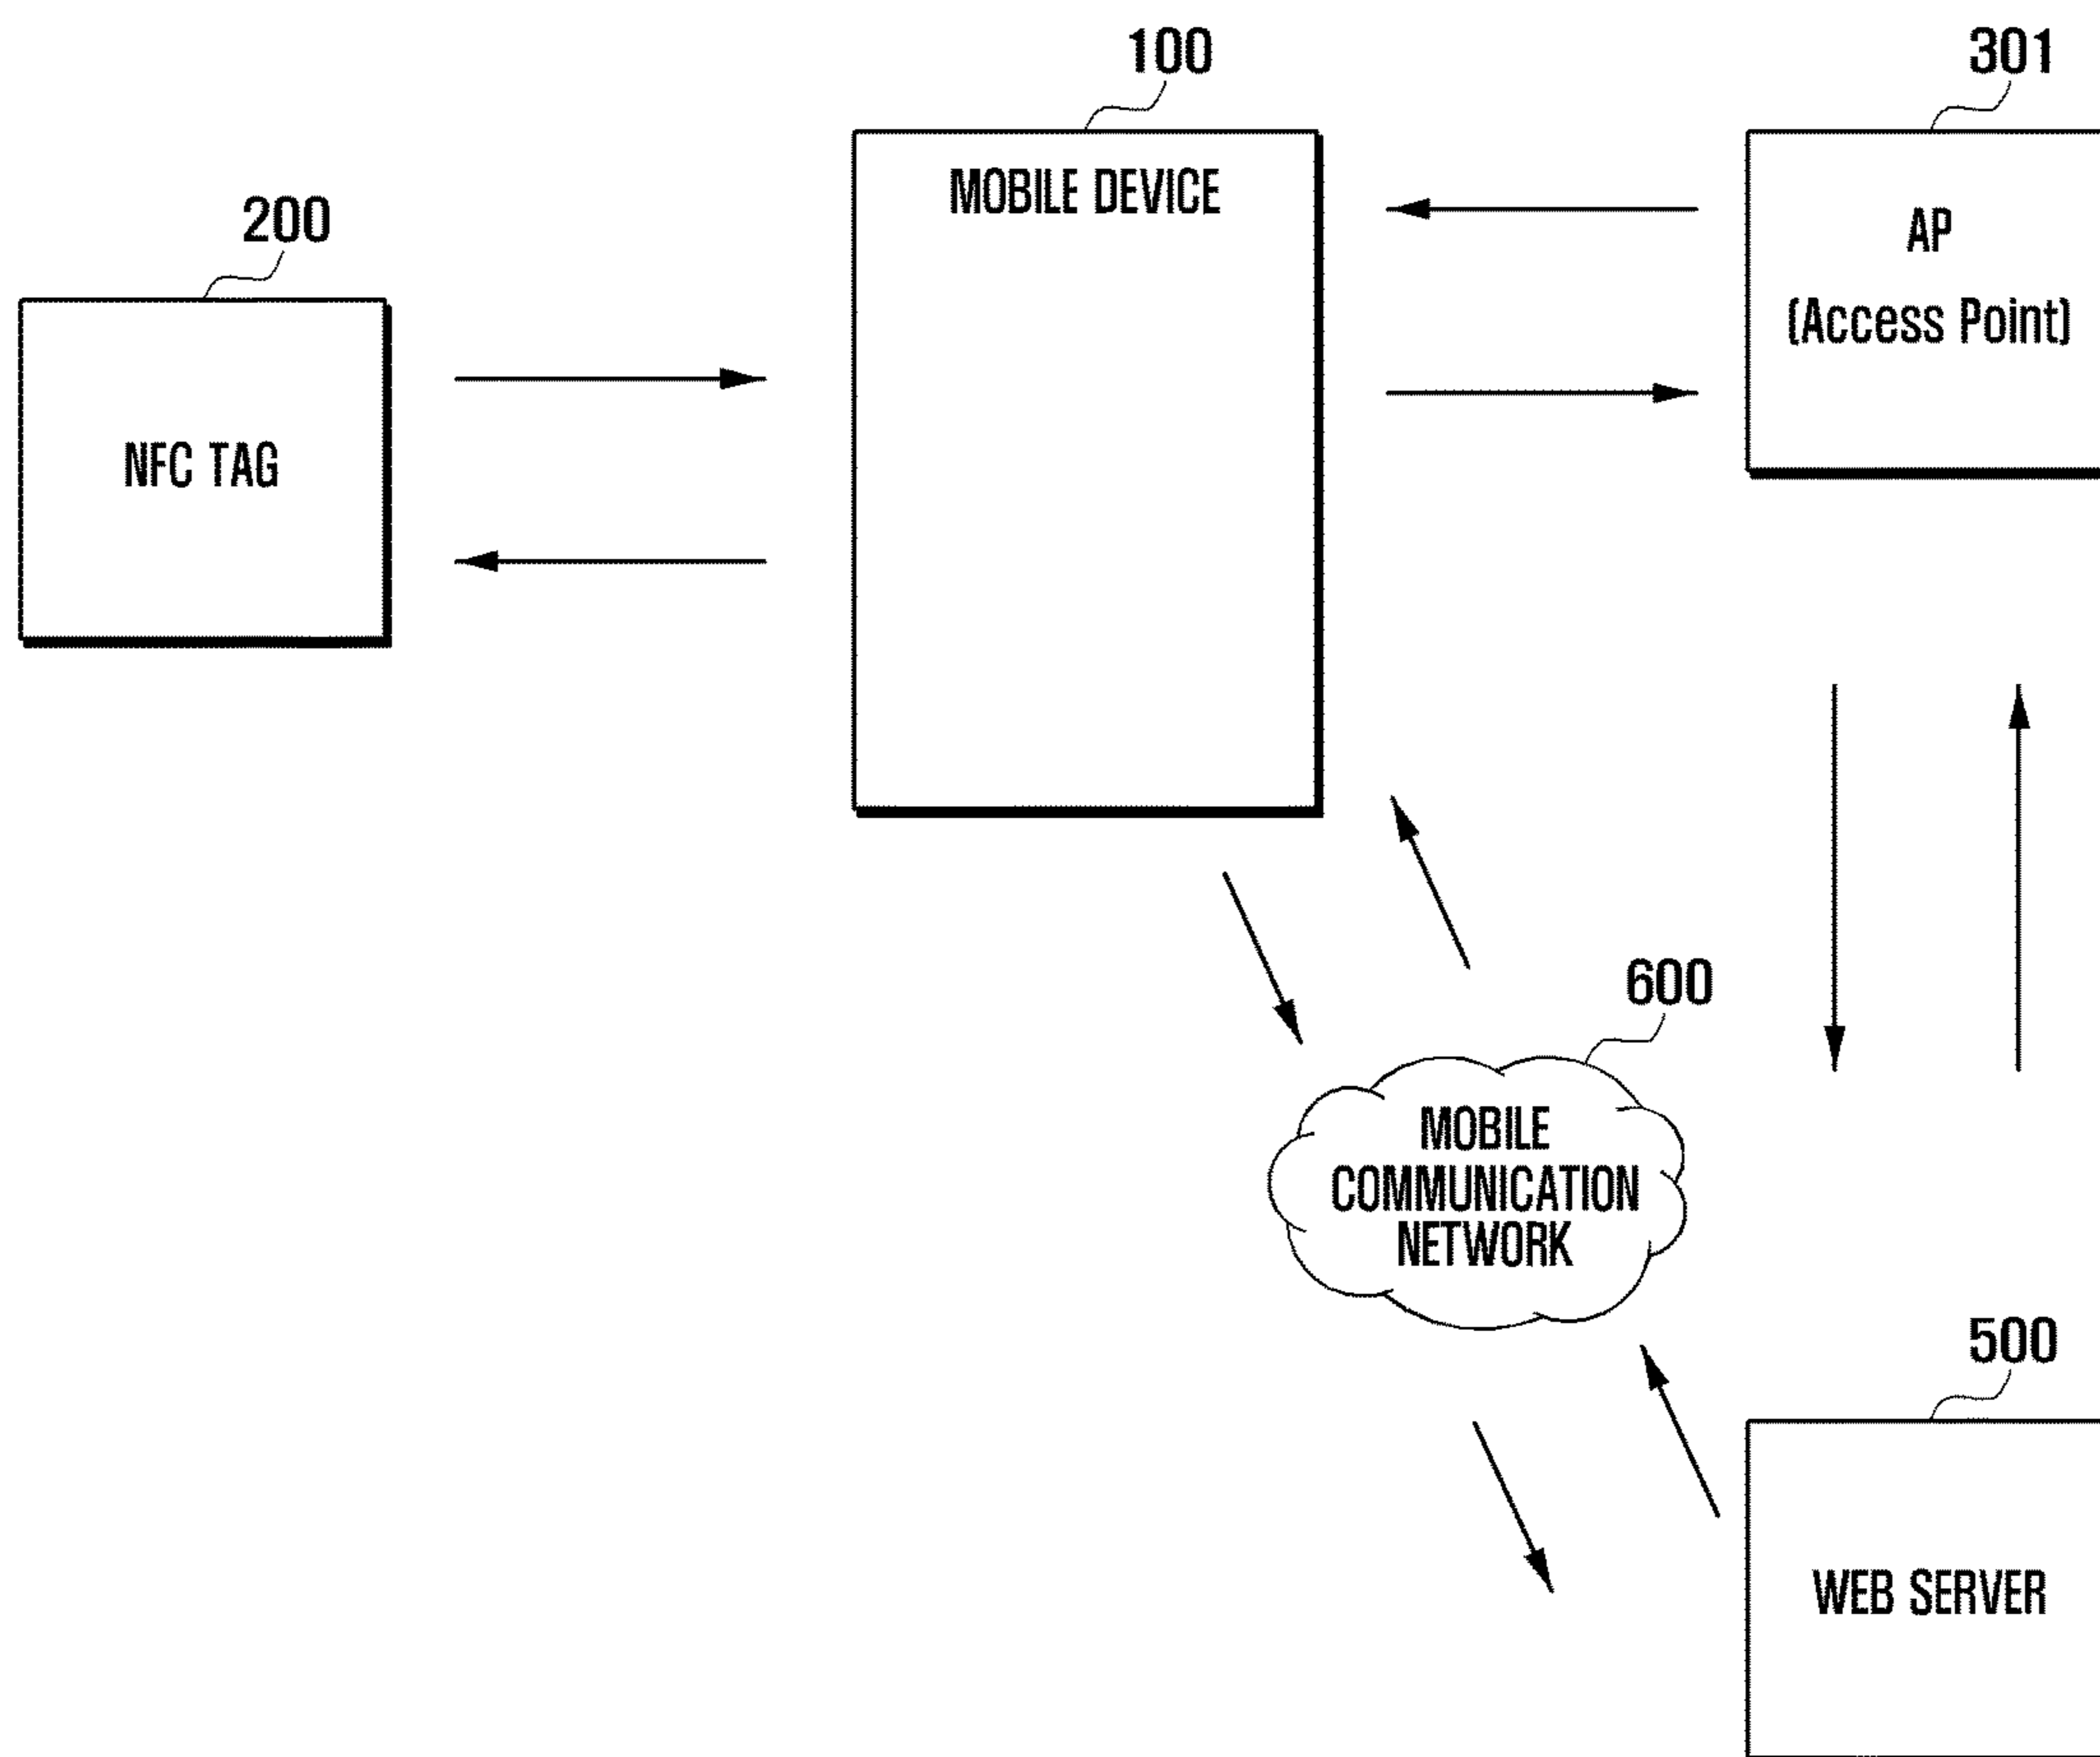 100
301
MOBILE DEVICE
200
AP
(Access Point)
NFC TAG
600
MOBILE
COMMUNICATION
NETWORK
500
WEB SERVER